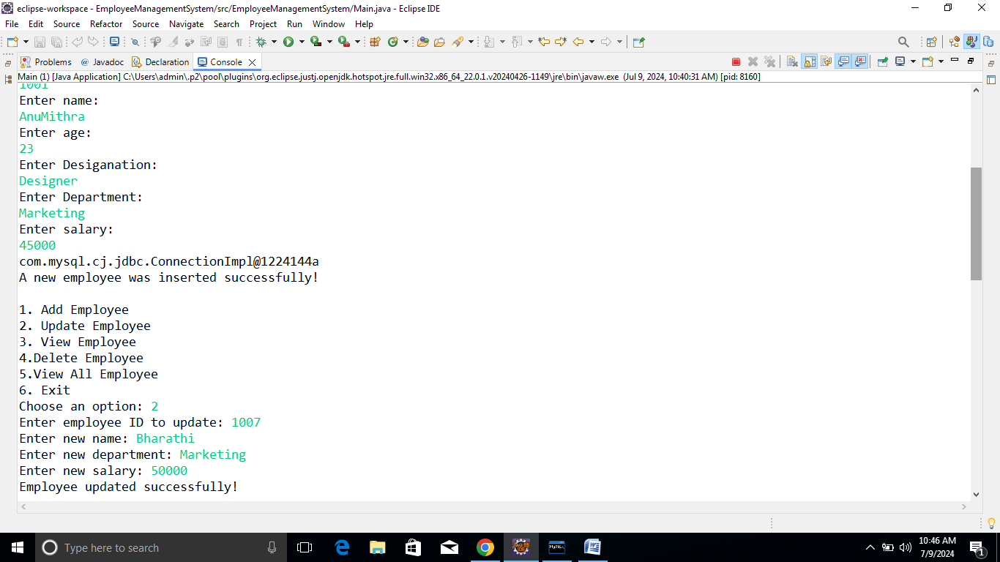 eclipse-workspace - EmployeeManagementSystem/src/EmployeeManagementSystem/Main.java - Eclipse IDE
File Edit Source Refactor Source Navigate Search Project Run Window Help
Problems @ Javadoc Declaration Console
Main (1) [Java Application] C:\Users\admin\.p2\pool\plugins\org.eclipse.justj.openjdk.hotspot.jre.full.win32.x86_64_22.0.1.v20240426-1149\jre\bin\javaw.exe (Jul 9, 2024, 10:40:31 AM) [pid: 8160]
1001
Enter name:
AnuMithra
Enter age:
23
Enter Desiganation:
Designer
Enter Department:
Marketing
Enter salary:
45000
com.mysql.cj.jdbc.ConnectionImpl@1224144a
A new employee was inserted successfully!
1. Add Employee
2. Update Employee
3. View Employee
4.Delete Employee
5.View All Employee
6. Exit
Choose an option: 2
Enter employee ID to update: 1007
Enter new name: Bharathi
Enter new department: Marketing
Enter new salary: 50000
Employee updated successfully!
Type here to search
Java EE
IDE
MySQL
10:46 AM
7/9/2024
1